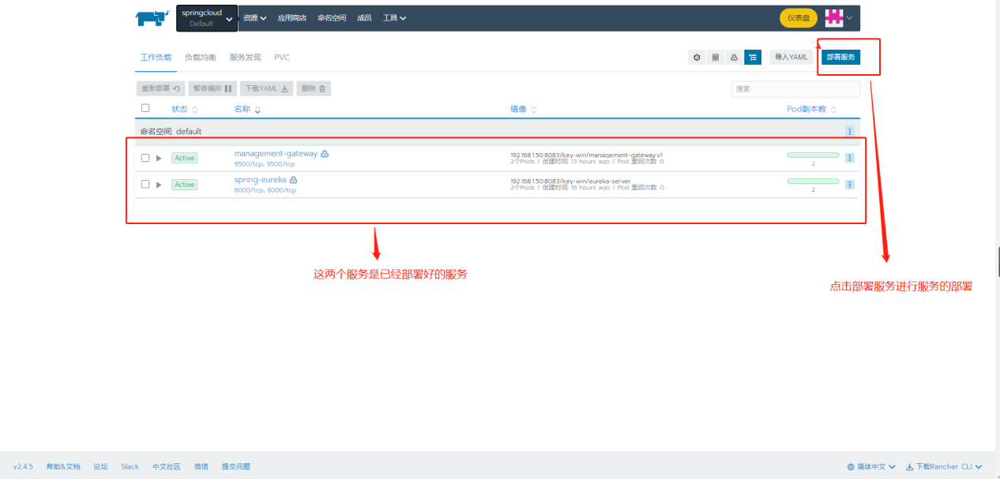 springcloud
Default
资源
应用商店
命名空间
成员
工具
仪表盘
工作负载
负载均衡
服务发现
PVC
导入YAML
部署服务
重新部署
暂停编排
下载YAML
删除
搜索
状态
名称
镜像
Pod副本数
命名空间: default
Active
management-gateway
9500/tcp, 9500/tcp
192.168.1.50:8083/key-win/management-gateway:v1
2个Pods / 创建时间: 13 hours ago / Pod 重启次数: 0
2
Active
spring-eureka
8000/tcp, 8000/tcp
192.168.1.50:8083/key-win/eureka-server
2个Pods / 创建时间: 16 hours ago / Pod 重启次数: 0
2
这两个服务是已经部署好的服务
点击部署服务进行服务的部署
v2.4.5
帮助&文档
论坛
Slack
中文社区
微信
提交问题
简体中文
下载Rancher CLI